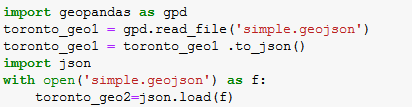 import geopandas as gpd
toronto_geo1 = gpd.read_file('simple.geojson')
toronto_geo1 = toronto_geo1 .to_json()
import json
with open('simple.geojson') as f:
    toronto_geo2=json.load(f)